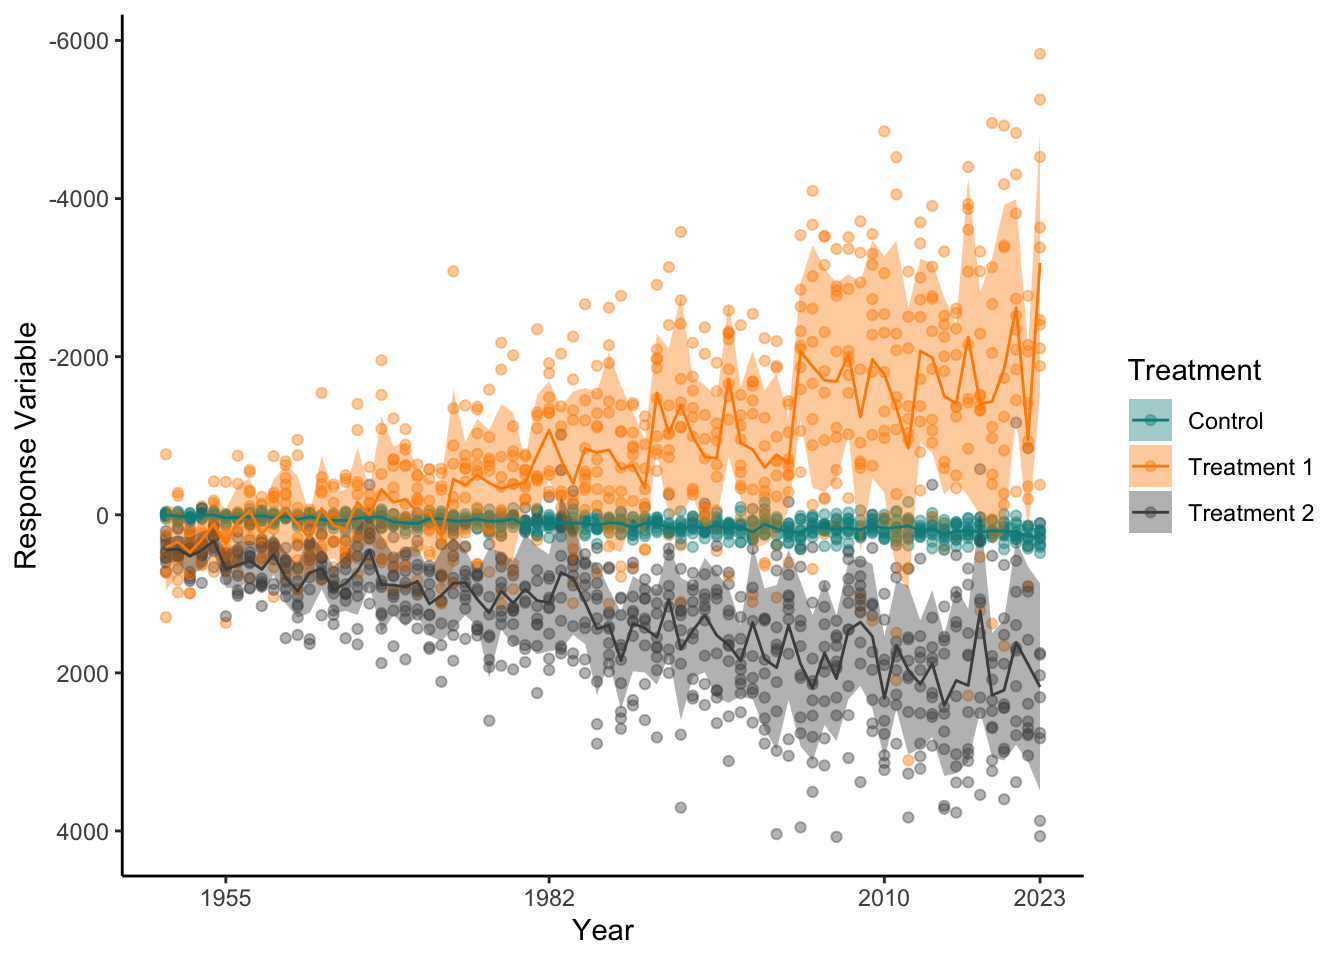 -6000
-4000
-2000
0
2000
4000
Response Variable
1955
1982
2010
2023
Year
Treatment
Control
Treatment 1
Treatment 2